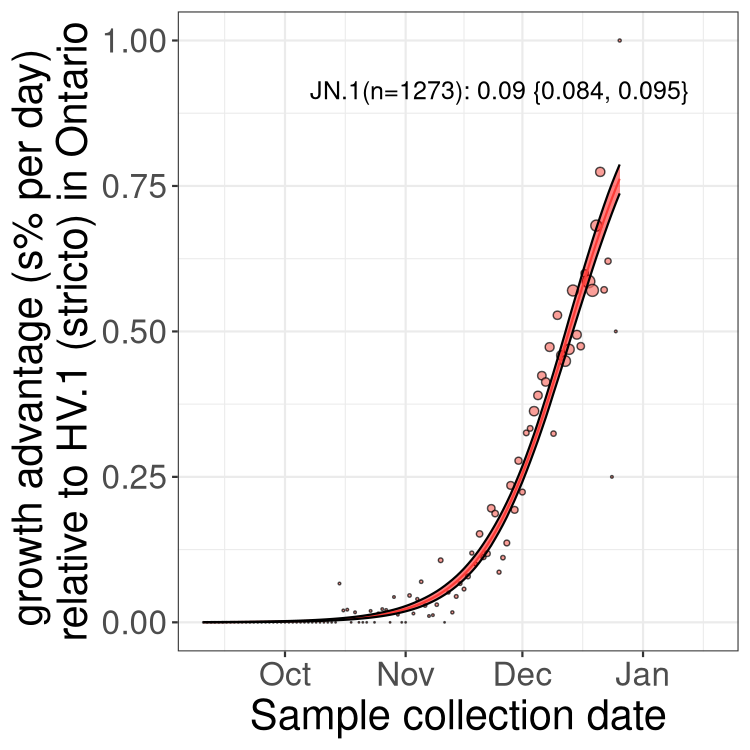 growth advantage (s% per day)
relative to HV.1 (stricto) in Ontario
1.00
0.75
0.50
0.25
0.00
JN.1(n=1273): 0.09 {0.084, 0.095}
Oct Nov Dec Jan
Sample collection date